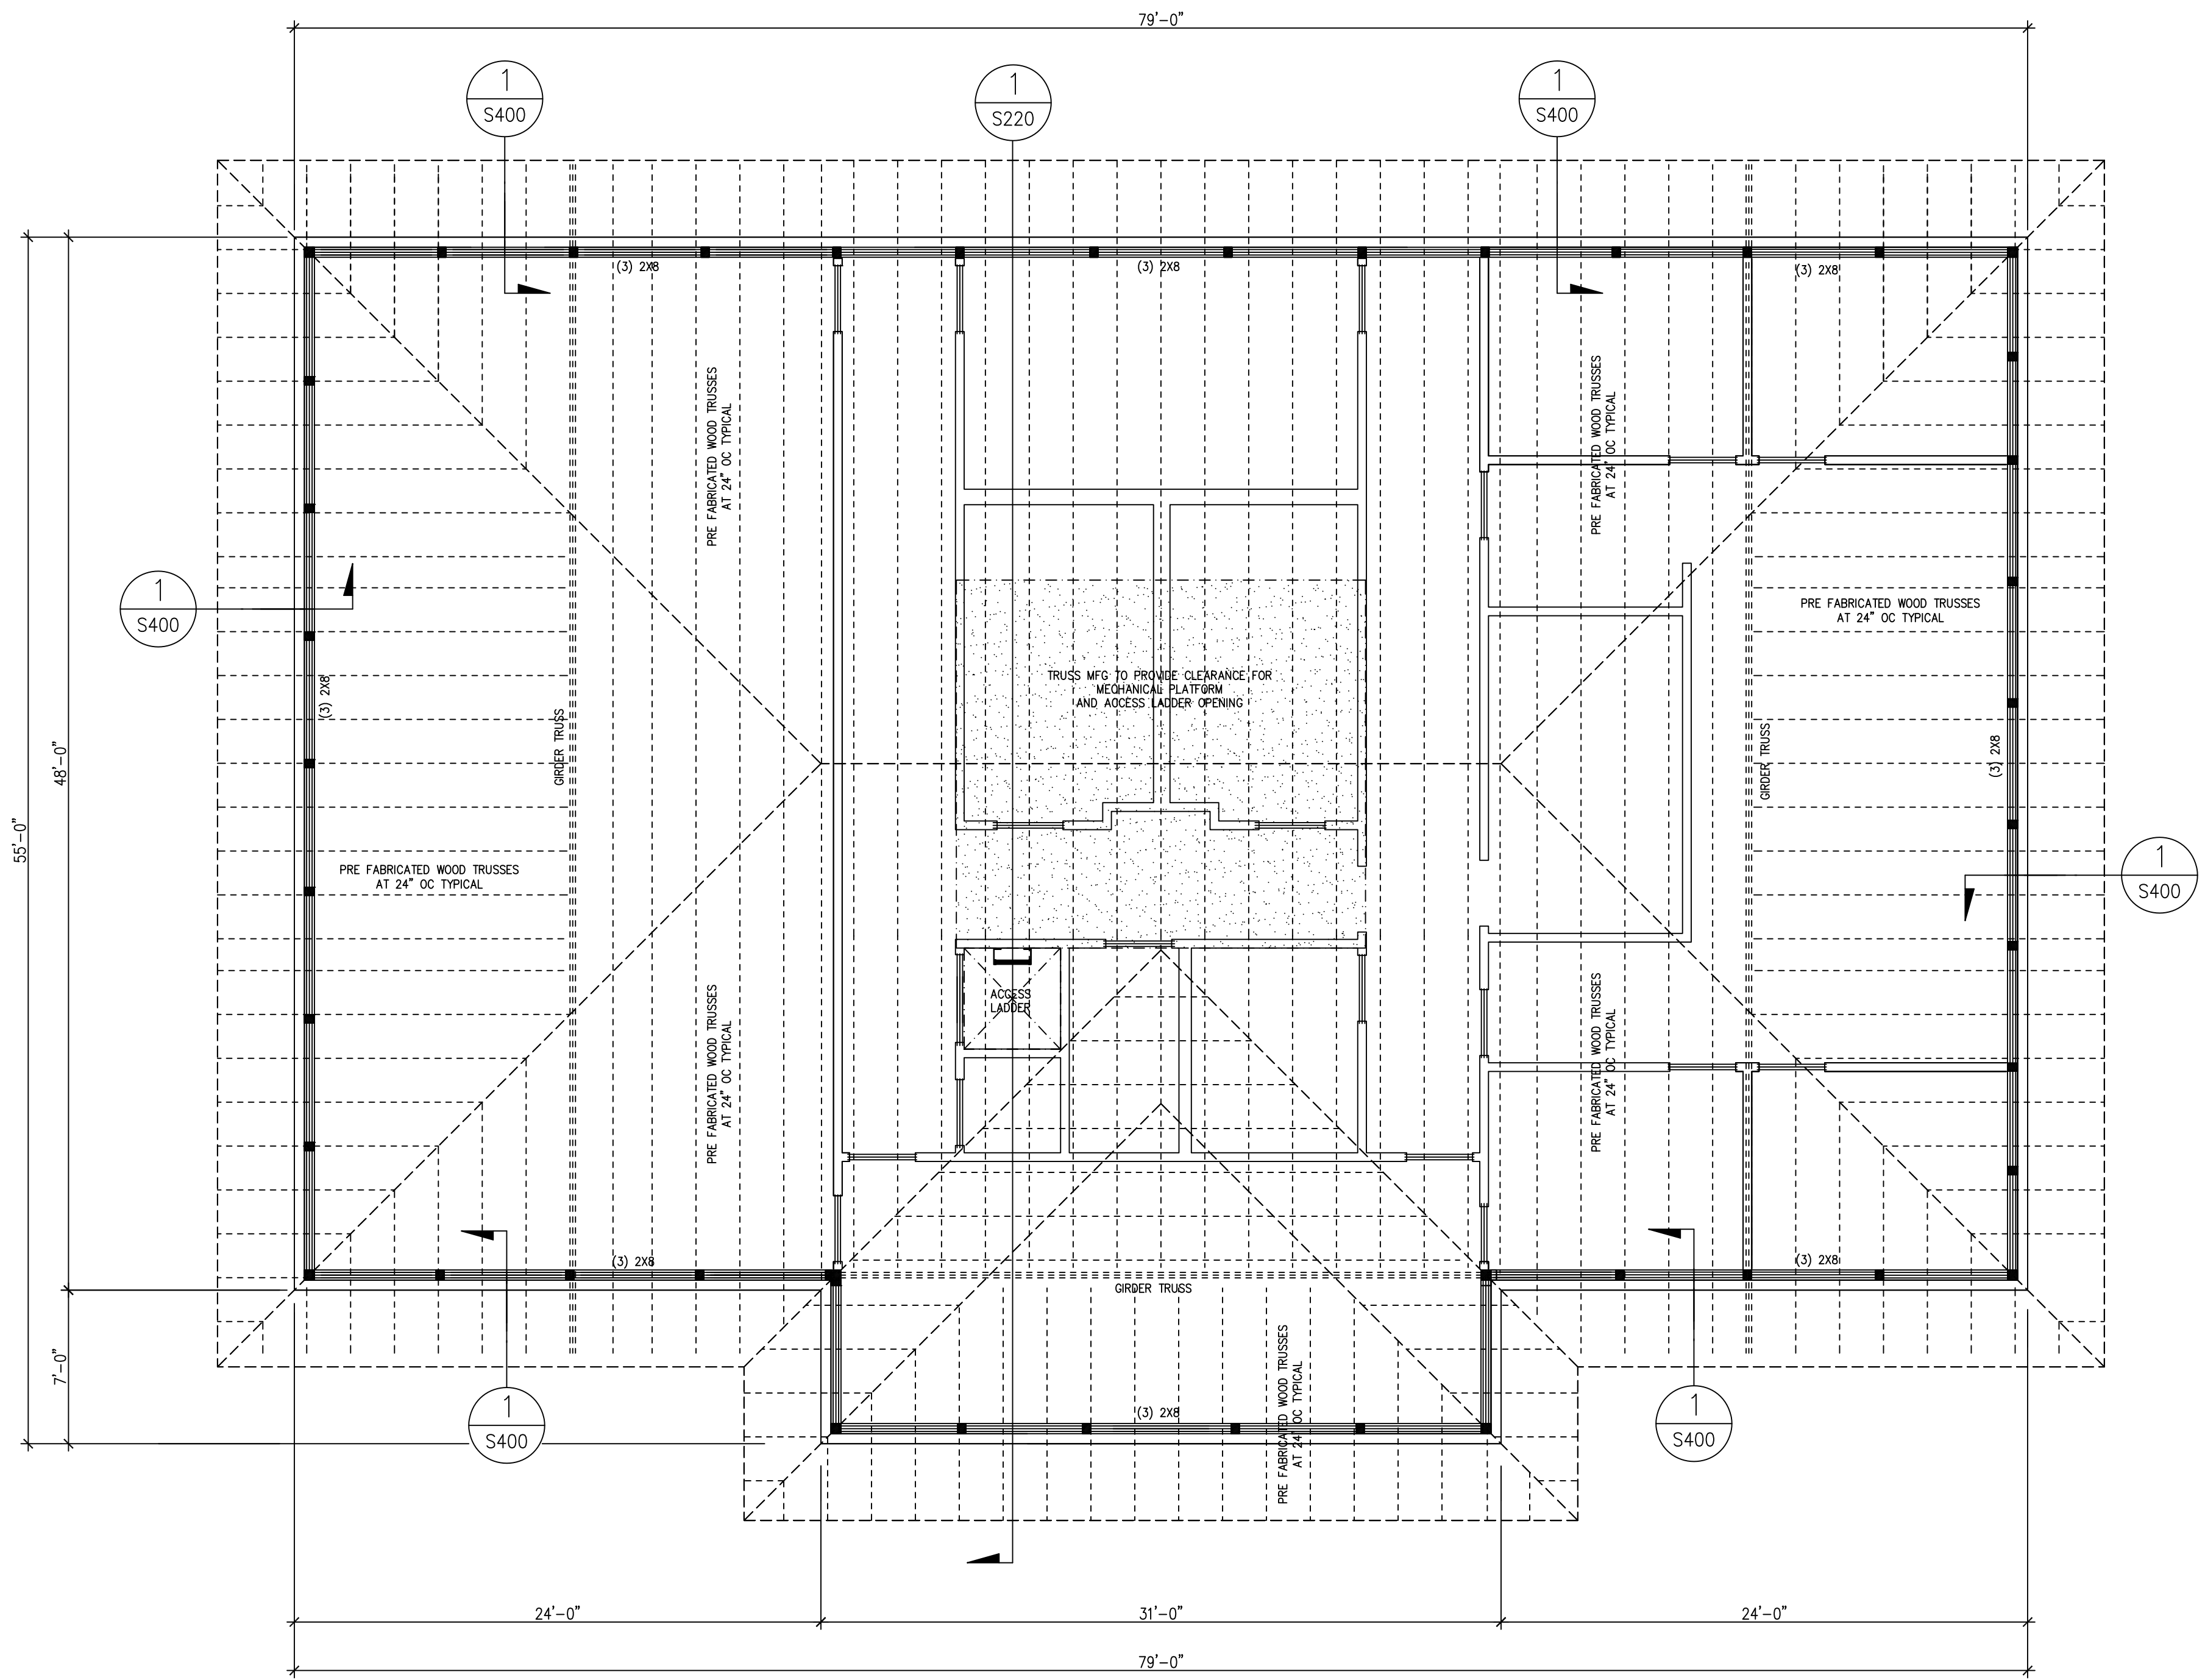 79'-0"
1
S400
1
S220
1
S400
(3) 2X8
(3) 2X8
(3) 2X8
PRE FABRICATED WOOD TRUSSES
AT 24" OC TYPICAL
PRE FABRICATED WOOD TRUSSES
AT 24" OC TYPICAL
1
S400
PRE FABRICATED WOOD TRUSSES
AT 24" OC TYPICAL
TRUSS MFG TO PROVIDE CLEARANCE FOR
MECHANICAL PLATFORM
AND ACCESS LADDER OPENING
(3) 2X8
GIRDER TRUSS
GIRDER TRUSS
(3) 2X8
48'-0"
55'-0"
PRE FABRICATED WOOD TRUSSES
AT 24" OC TYPICAL
1
S400
ACCESS
LADDER
PRE FABRICATED WOOD TRUSSES
AT 24" OC TYPICAL
PRE FABRICATED WOOD TRUSSES
AT 24" OC TYPICAL
(3) 2X8
(3) 2X8
GIRDER TRUSS
7'-0"
PRE FABRICATED WOOD TRUSSES
AT 24" OC TYPICAL
(3) 2X8
1
S400
1
S400
24'-0"
31'-0"
24'-0"
79'-0"